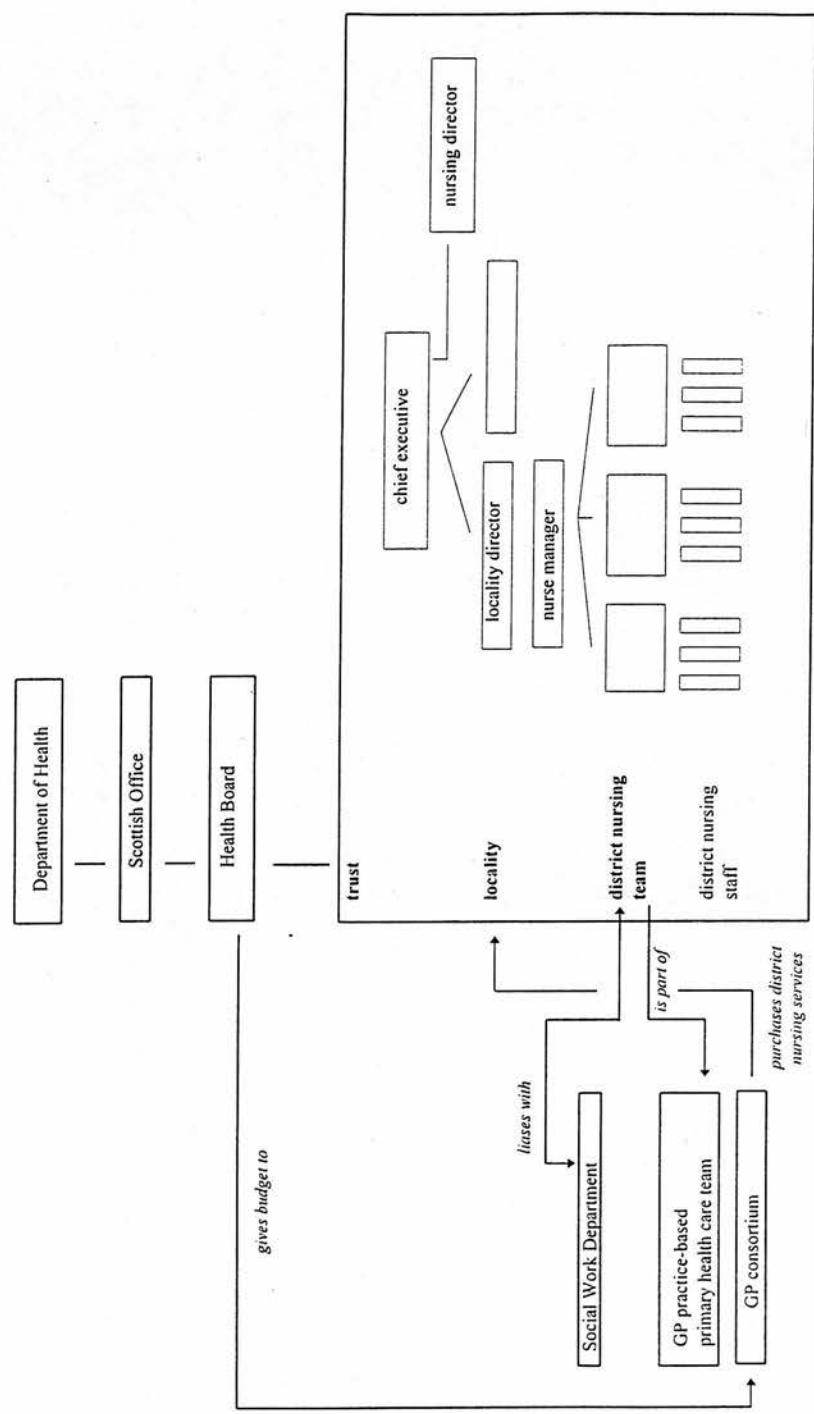 Department of Health
Scottish Office
Health Board
gives budget to
trust
chief executive
nursing director
locality
locality director
nurse manager
liases with
Social Work Department
district nursing
team
is part of
GP practice-based
primary health care team
district nursing
staff
GP consortium
purchases district
nursing services